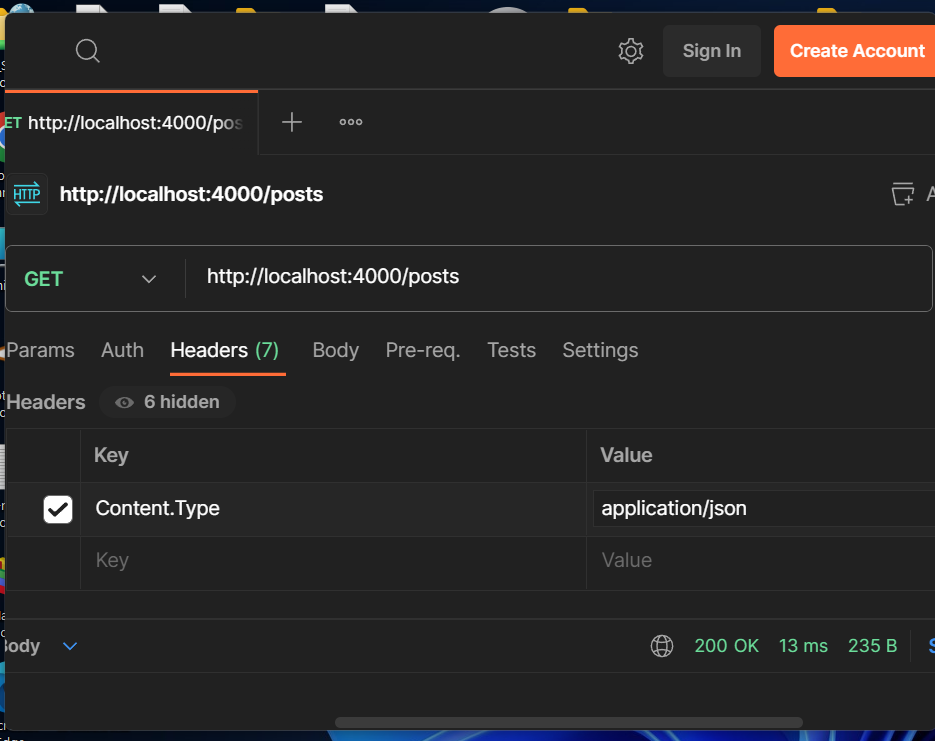 Sign In Create Account
ET http://localhost:4000/pos
HTTP http://localhost:4000/posts
GET http://localhost:4000/posts
Params Auth Headers (7) Body Pre-req. Tests Settings
Headers 6 hidden
Key Value
Content.Type application/json
Key Value
Body 200 OK 13 ms 235 B